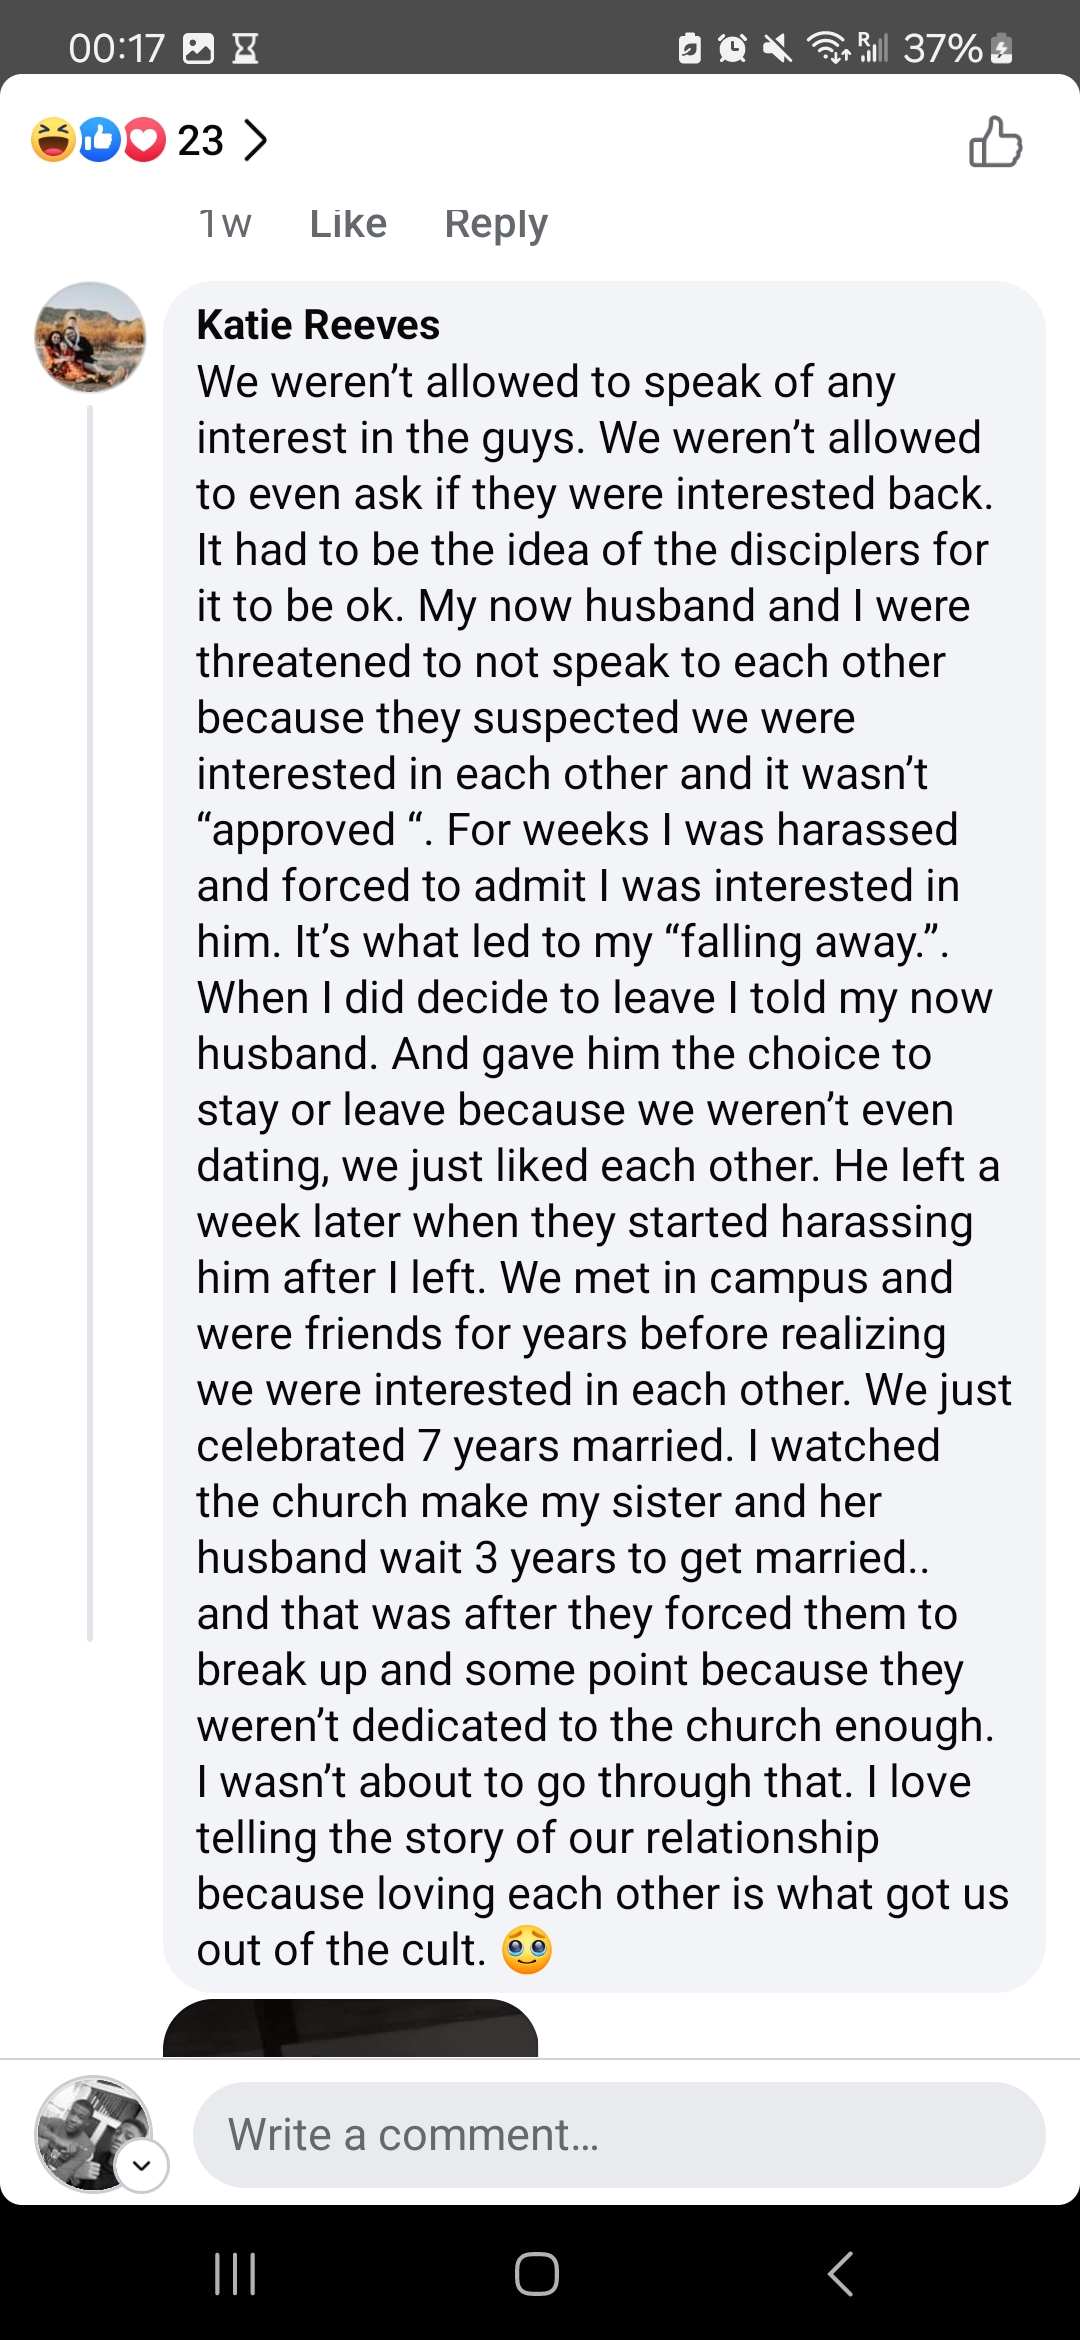 00:17 37%
23
1w Like Reply
Katie Reeves
We weren’t allowed to speak of any
interest in the guys. We weren’t allowed
to even ask if they were interested back.
It had to be the idea of the disciplers for
it to be ok. My now husband and I were
threatened to not speak to each other
because they suspected we were
interested in each other and it wasn’t
“approved “. For weeks I was harassed
and forced to admit I was interested in
him. It’s what led to my “falling away.”.
When I did decide to leave I told my now
husband. And gave him the choice to
stay or leave because we weren’t even
dating, we just liked each other. He left a
week later when they started harassing
him after I left. We met in campus and
were friends for years before realizing
we were interested in each other. We just
celebrated 7 years married. I watched
the church make my sister and her
husband wait 3 years to get married..
and that was after they forced them to
break up and some point because they
weren’t dedicated to the church enough.
I wasn’t about to go through that. I love
telling the story of our relationship
because loving each other is what got us
out of the cult. 🥹
Write a comment...